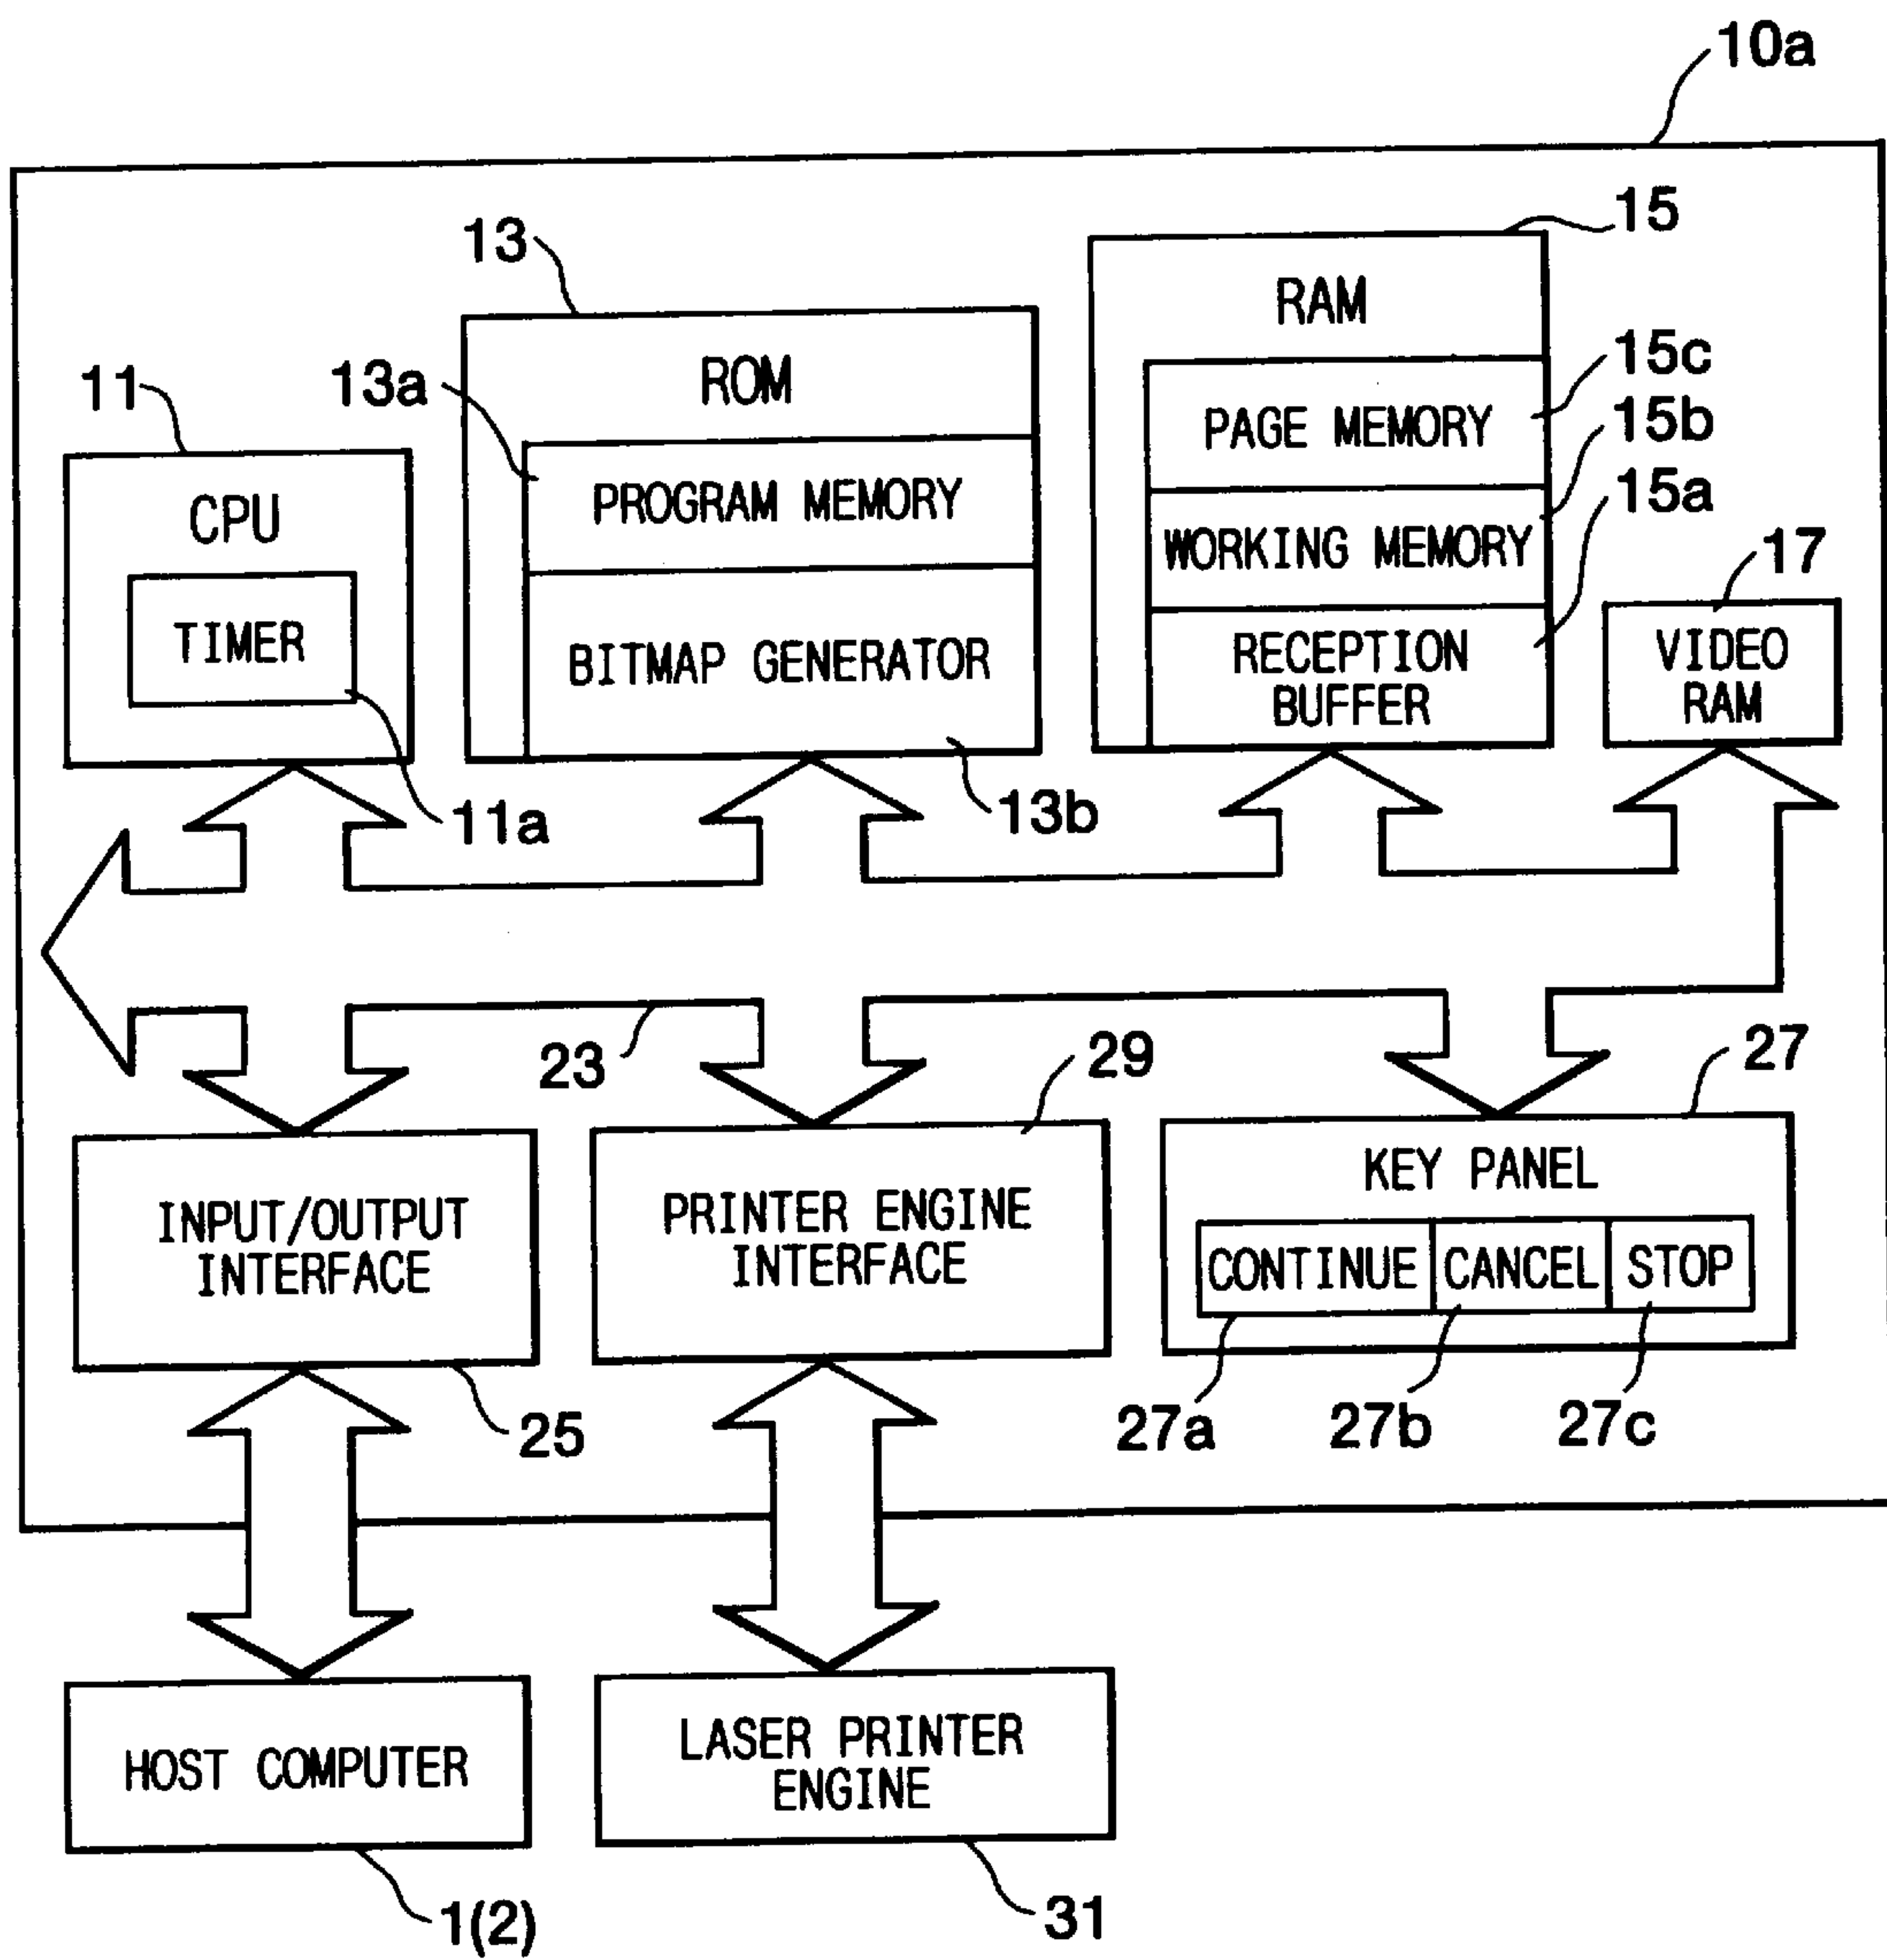 10a
13
15
RAM
ROM
11
13a
15c
PAGE MEMORY
15b
CPU
PROGRAM MEMORY
15a
WORKING MEMORY
17
TIMER
BITMAP GENERATOR
RECEPTION
BUFFER
VIDEO
RAM
11a
13b
23
29
27
KEY PANEL
INPUT/OUTPUT
INTERFACE
PRINTER ENGINE
INTERFACE
CONTINUE
CANCEL
STOP
25
27a
27b
27c
HOST COMPUTER
LASER PRINTER
ENGINE
1(2)
31